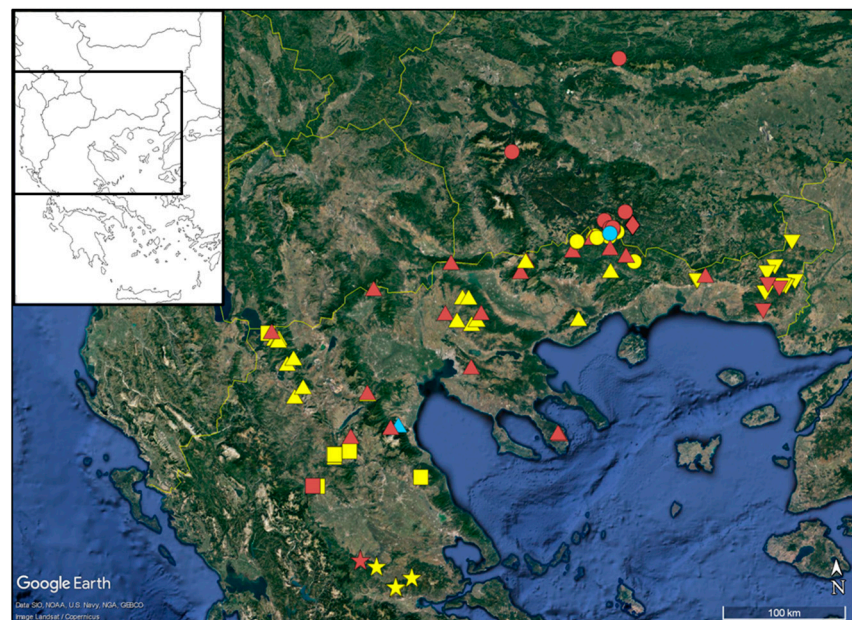 N
100 km
Google Earth
Data SIO, NOAA, U.S. Navy, NGA, GEBCO
Image Landsat / Copernicus